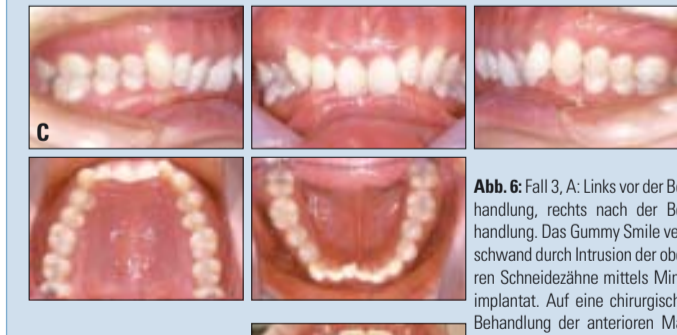 C
Abb. 6: Fall 3, A: Links vor der Be
handlung, rechts nach der Be
handlung. Das Gummy Smile ve
schwand durch Intrusion der obe
ren Schneidezähne mittels Min
implantat. Auf eine chirurgisch
Behandlung der anterioren Ma